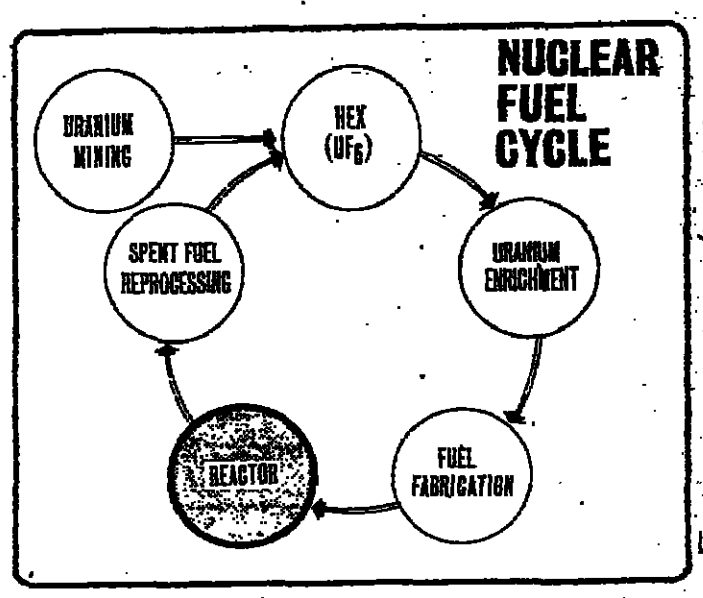 NUCLEAR
FUEL
CYCLE
URANIUM
MINING
HEX
(UF6)
URANIUM
ENRICHMENT
FUEL
FABRICATION
REACTOR
SPENT FUEL
REPROCESSING